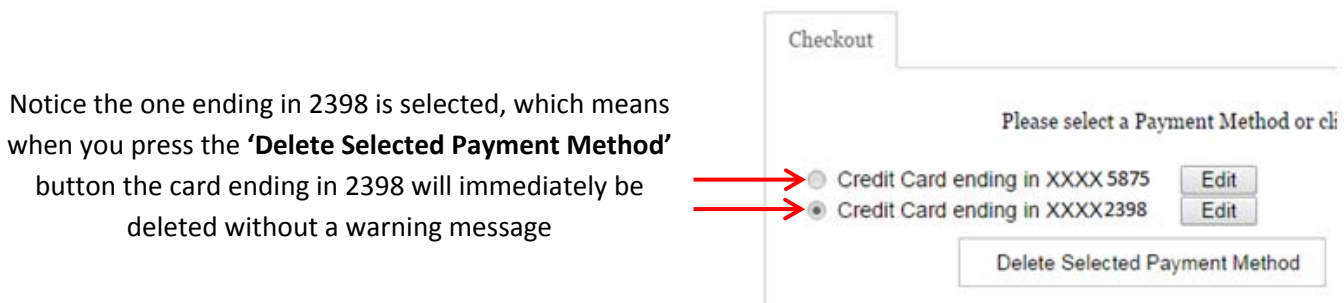 Notice the one ending in 2398 is selected, which means
when you press the ‘Delete Selected Payment Method’
button the card ending in 2398 will immediately be
deleted without a warning message
Checkout
Please select a Payment Method or
Credit Card ending in XXXX 5875 Edit
Credit Card ending in XXXX2398 Edit
Delete Selected Payment Method